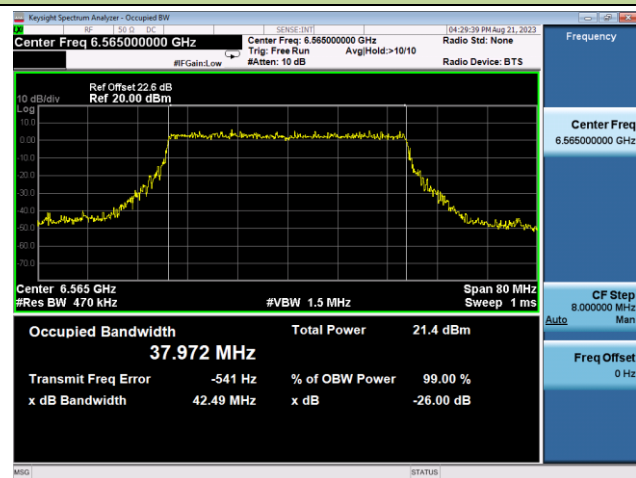 Keysight Spectrum Analyzer - Occupied BW
RF 50 Ω DC SENSE:INT 04:29:39 PM Aug 21, 2023
Center Freq 6.565000000 GHz
Center Freq: 6.565000000 GHz
Radio Std: None
Trig: Free Run Avg|Hold:>10/10
#IFGain:Low #Atten: 10 dB Radio Device: BTS
Frequency
Ref Offset 22.6 dB
10 dB/div Ref 20.00 dBm
Log
10.0
0.00
-10.0
-20.0
-30.0
-40.0
-50.0
-60.0
-70.0
Center 6.565 GHz Span 80 MHz
#Res BW 470 kHz #VBW 1.5 MHz Sweep 1 ms
Occupied Bandwidth Total Power 21.4 dBm
37.972 MHz
Transmit Freq Error -541 Hz % of OBW Power 99.00 %
x dB Bandwidth 42.49 MHz x dB -26.00 dB
Center Freq
6.565000000 GHz
CF Step
8.000000 MHz
Auto Man
Freq Offset
0 Hz
MSG STATUS